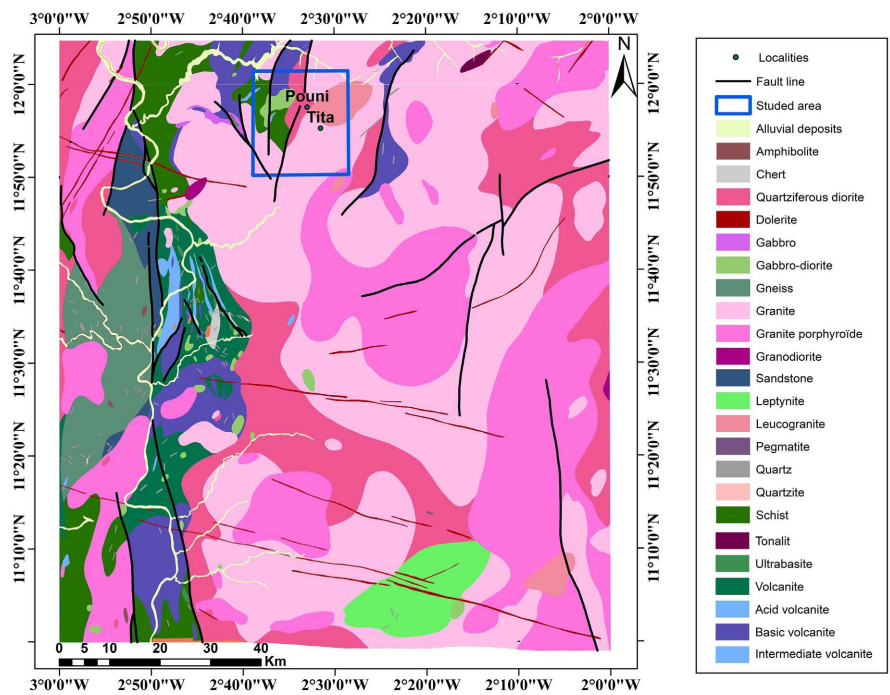 3°0'0"W 2°50'0"W 2°40'0"W 2°30'0"W 2°20'0"W 2°10'0"W 2°0'0"W
N
12°0'0"N 12°0'0"N
Pouni
Tita
11°50'0"N 11°50'0"N
11°40'0"N 11°40'0"N
11°30'0"N 11°30'0"N
11°20'0"N 11°20'0"N
11°10'0"N 11°10'0"N
0 5 10 20 30 40
Km
3°0'0"W 2°50'0"W 2°40'0"W 2°30'0"W 2°20'0"W 2°10'0"W 2°0'0"W
Localities
Fault line
Studed area
Alluvial deposits
Amphibolite
Chert
Quartziferous diorite
Dolerite
Gabbro
Gabbro-diorite
Gneiss
Granite
Granite porphyroïde
Granodiorite
Sandstone
Leptynite
Leucogranite
Pegmatite
Quartz
Quartzite
Schist
Tonalit
Ultrabasite
Volcanite
Acid volcanite
Basic volcanite
Intermediate volcanite